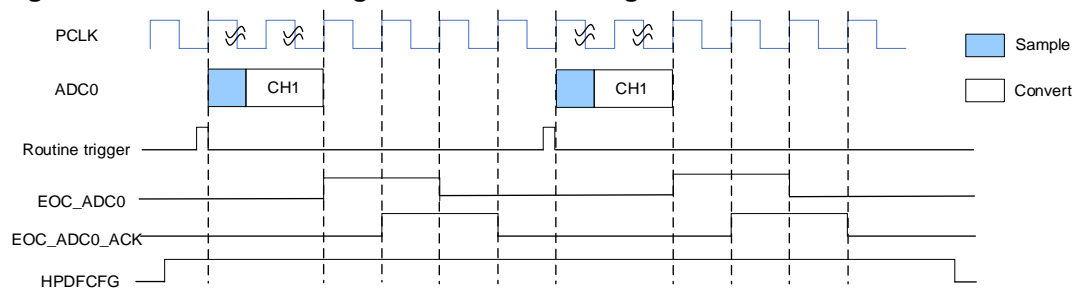 PCLK
Sample
ADC0
CH1
CH1
Convert
Routine trigger
EOC_ADC0
EOC_ADC0_ACK
HPDFCFG